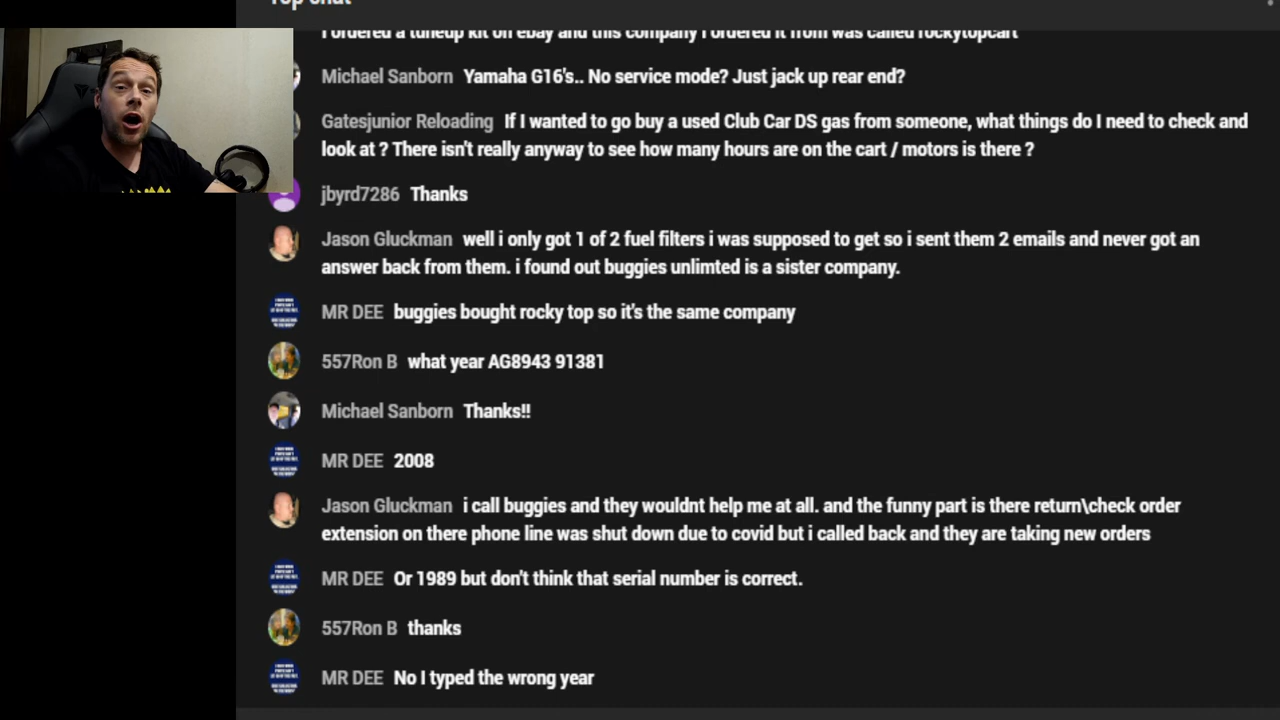 Top chat
I ordered a tuneup kit on ebay and this company i ordered it from was called rockytopcart
Michael Sanborn Yamaha G16's.. No service mode? Just jack up rear end?
Gatesjunior Reloading If I wanted to go buy a used Club Car DS gas from someone, what things do I need to check and
look at ? There isn't really anyway to see how many hours are on the cart / motors is there ?
jbyrd7286 Thanks
Jason Gluckman well i only got 1 of 2 fuel filters i was supposed to get so i sent them 2 emails and never got an
answer back from them. i found out buggies unlimted is a sister company.
MR DEE buggies bought rocky top so it's the same company
557Ron B what year AG8943 91381
Michael Sanborn Thanks!!
MR DEE 2008
Jason Gluckman i call buggies and they wouldnt help me at all. and the funny part is there return\check order
extension on there phone line was shut down due to covid but i called back and they are taking new orders
MR DEE Or 1989 but don't think that serial number is correct.
557Ron B thanks
MR DEE No I typed the wrong year